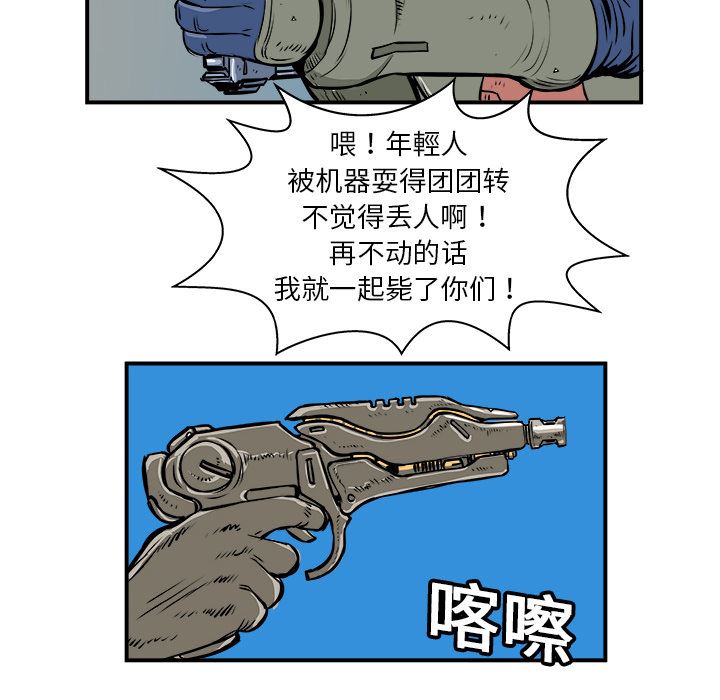 喂！年輕人
被机器耍得团团转
不觉得丢人啊！
再不动的话
我就一起毙了你们！
喀嚓